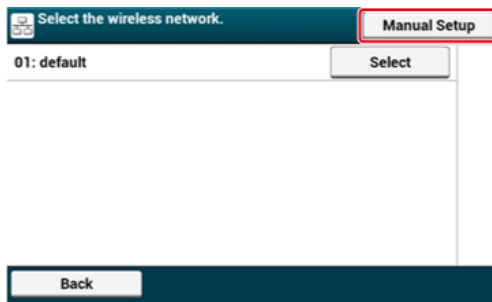 Select the wireless network.
Manual Setup
01: default
Select
Back